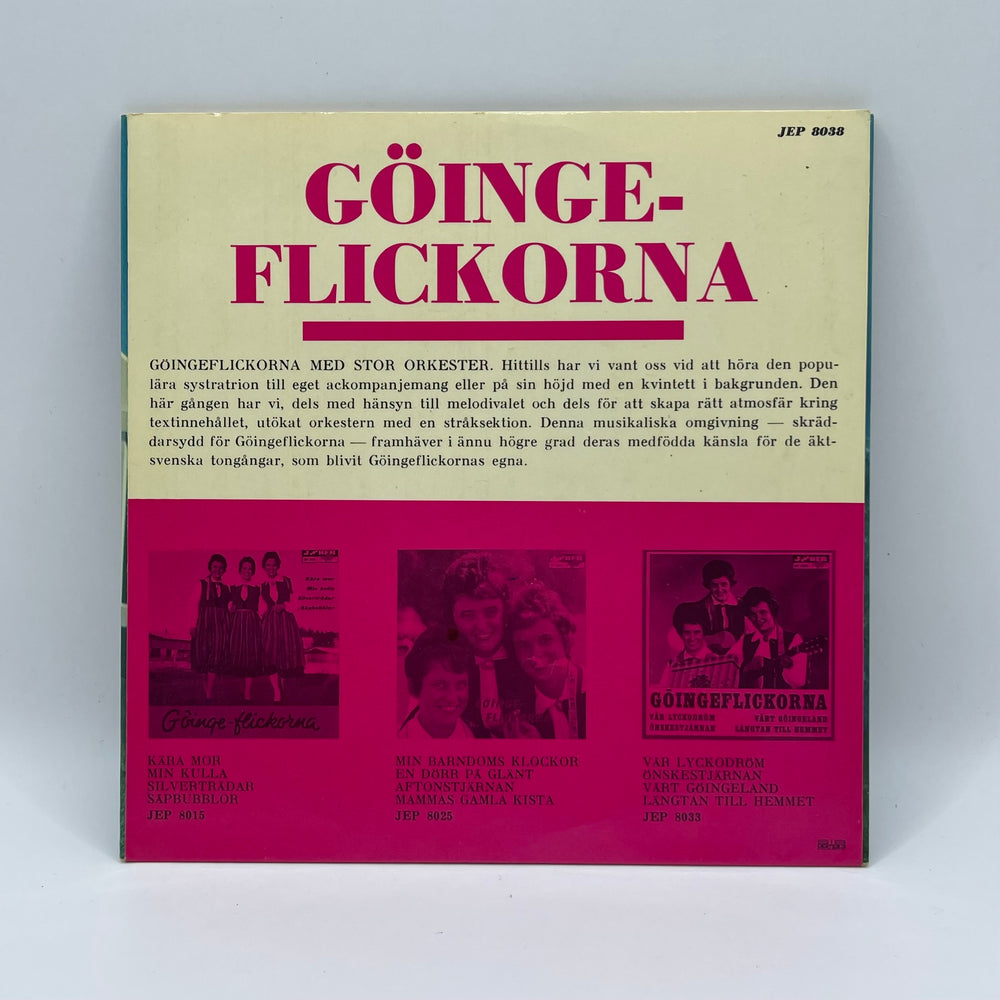 JEP 8038
GÖINGE-
FLICKORNA
GÖINGEFLICKORNA MED STOR ORKESTER. Hittills har vi vant oss vid att höra den popu-
lära systratrion till eget ackompanjemang eller på sin höjd med en kvintett i bakgrunden. Den
här gången har vi, dels med hänsyn till melodivalet och dels för att skapa rätt atmosfär kring
textinnehållet, utökat orkestern med en stråksektion. Denna musikaliska omgivning — skräd-
darsydd för Göingeflickorna — framhäver i ännu högre grad deras medfödda känsla för de äkt-
svenska tongångar, som blivit Göingeflickornas egna.
Kära mor
Min kulla
Silvertrådar
Såpbubblor
Göinge-flickorna
GÖINGEFLICKORNA
VÅR LYCKODRÖM VÅRT GÖINGELAND
ÖNSKESTJÄRNAN LÄNGTAN TILL HEMMET
KÄRA MOR
MIN KULLA
SILVERTRÅDAR
SÅPBUBBLOR
JEP 8015
MIN BARNDOMS KLOCKOR
EN DÖRR PÅ GLÄNT
AFTONSTJÄRNAN
MAMMAS GAMLA KISTA
JEP 8025
VÅR LYCKODRÖM
ÖNSKESTJÄRNAN
VÅRT GÖINGELAND
LÄNGTAN TILL HEMMET
JEP 8033